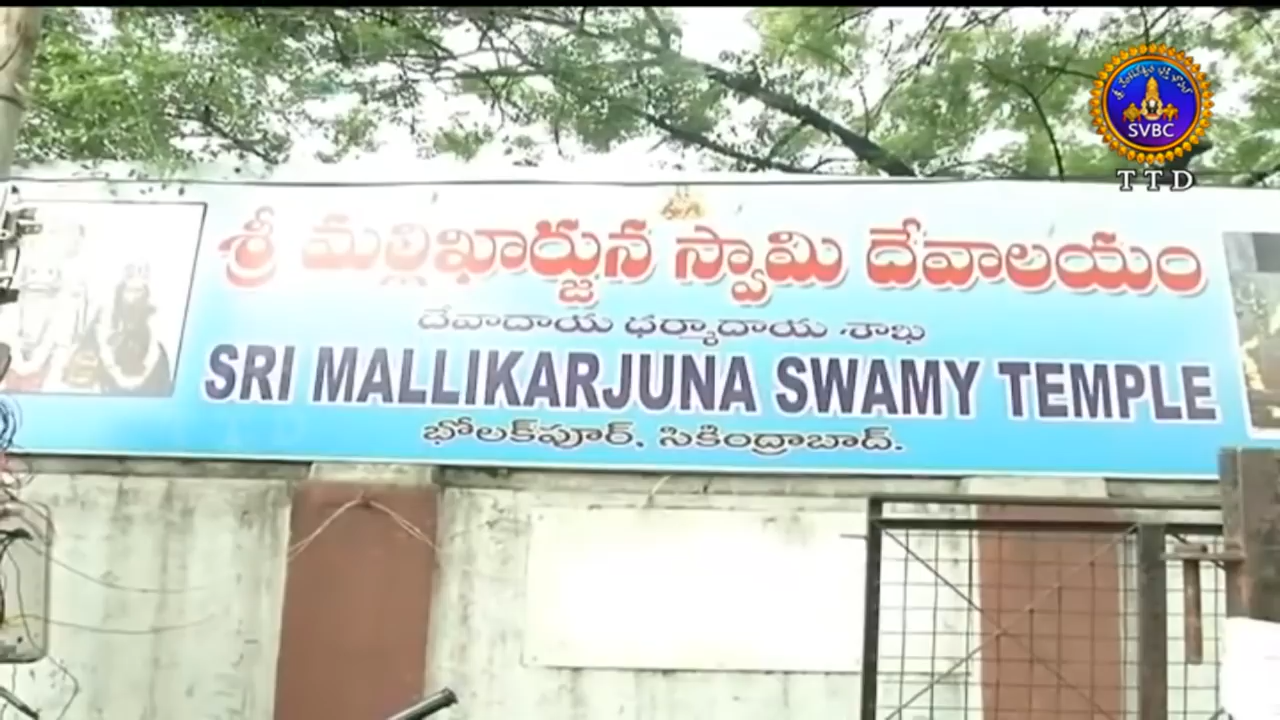 శ్రీ మల్లిఖార్జున స్వామి దేవాలయం
దేవాదాయ ధర్మాదాయ శాఖ
SRI MALLIKARJUNA SWAMY TEMPLE
భోలక్‌పూర్, సికింద్రాబాద్.
SVBC
TTD